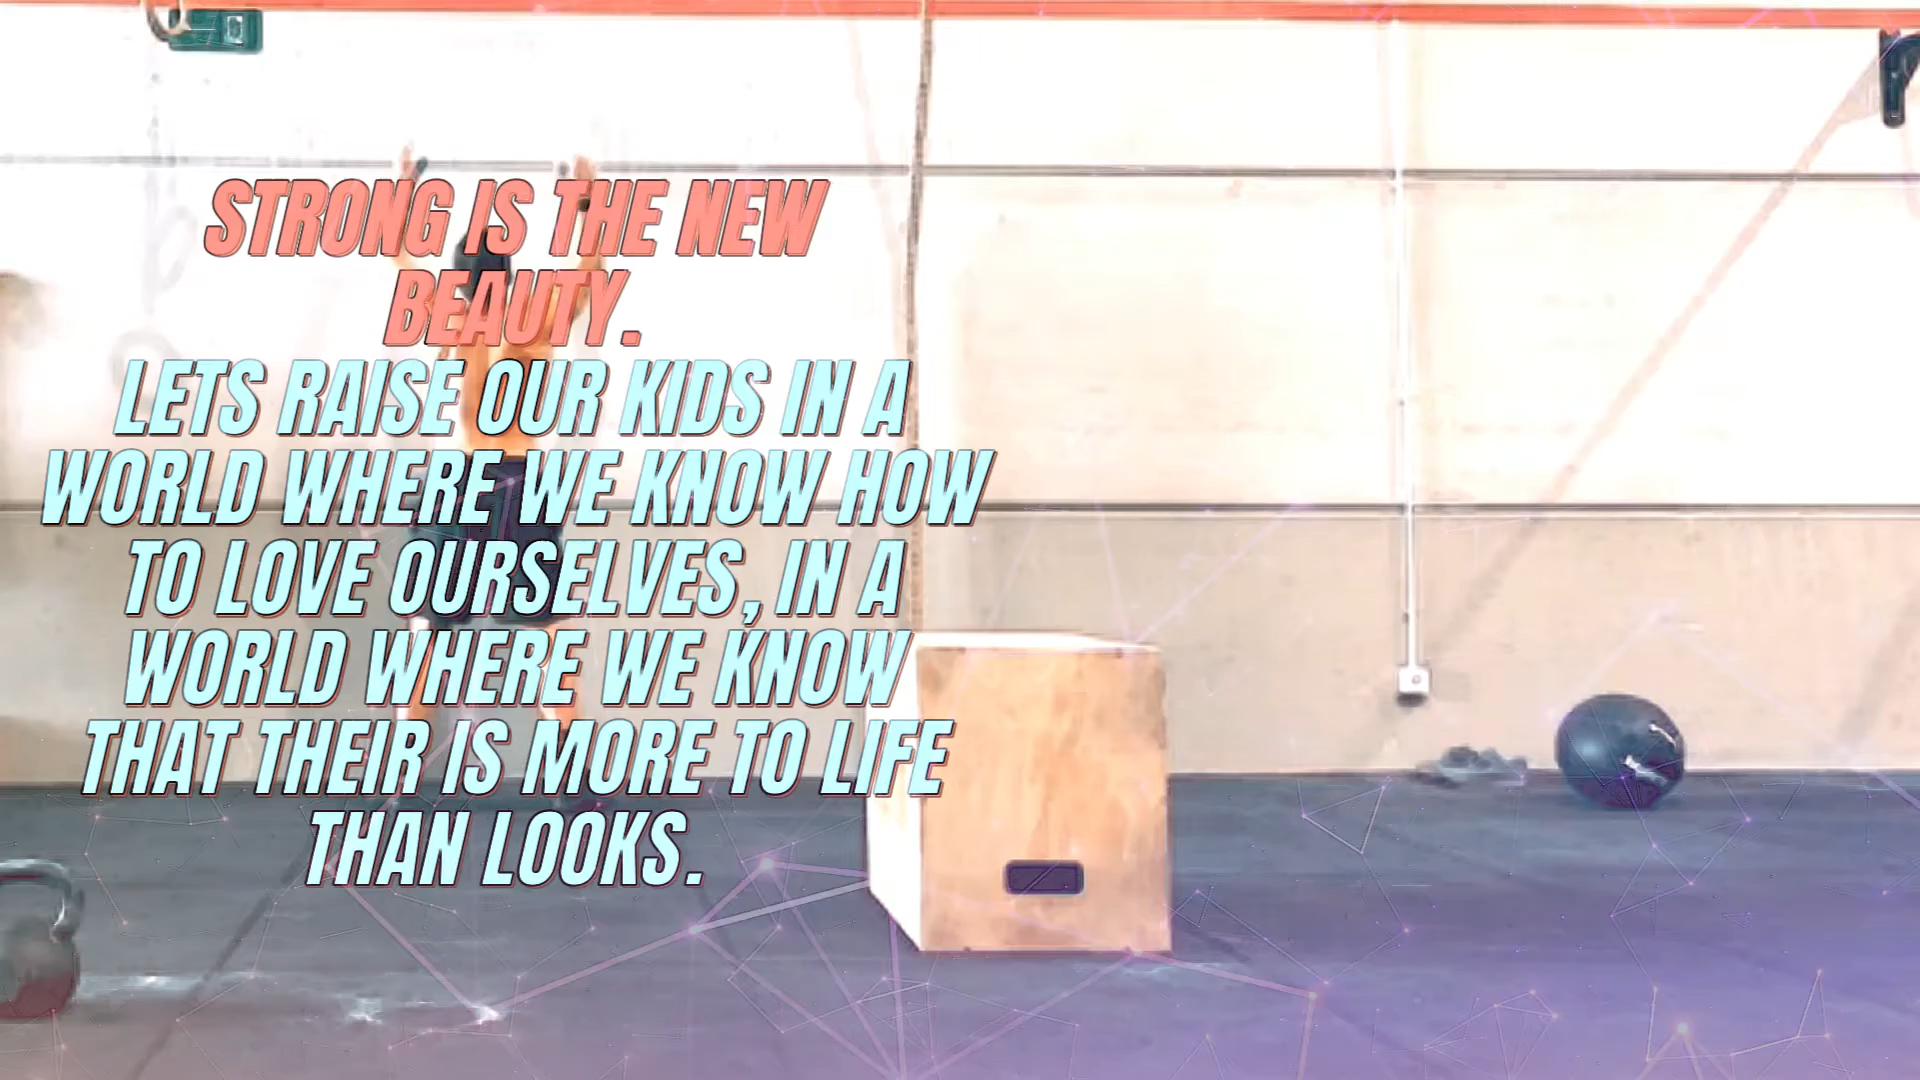 STRONG IS THE NEW
BEAUTY.
LETS RAISE OUR KIDS IN A
WORLD WHERE WE KNOW HOW
TO LOVE OURSELVES, IN A
WORLD WHERE WE KNOW
THAT THEIR IS MORE TO LIFE
THAN LOOKS.